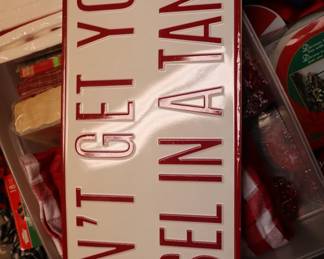 N'T GET YO
SEL IN A TAN